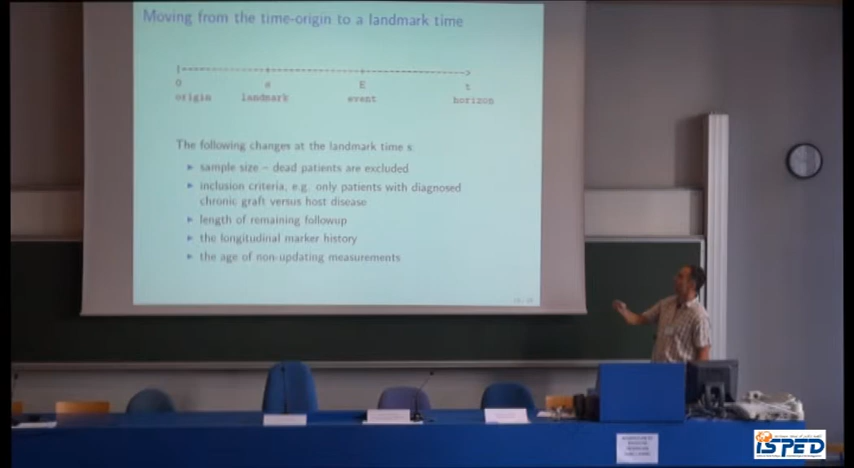 Moving from the time-origin to a landmark time
0 s E t
origin landmark event horizon
The following changes at the landmark time s:
► sample size – dead patients are excluded
► inclusion criteria, e.g. only patients with diagnosed
chronic graft versus host disease
► length of remaining followup
► the longitudinal marker history
► the age of non-updating measurements
ISPED